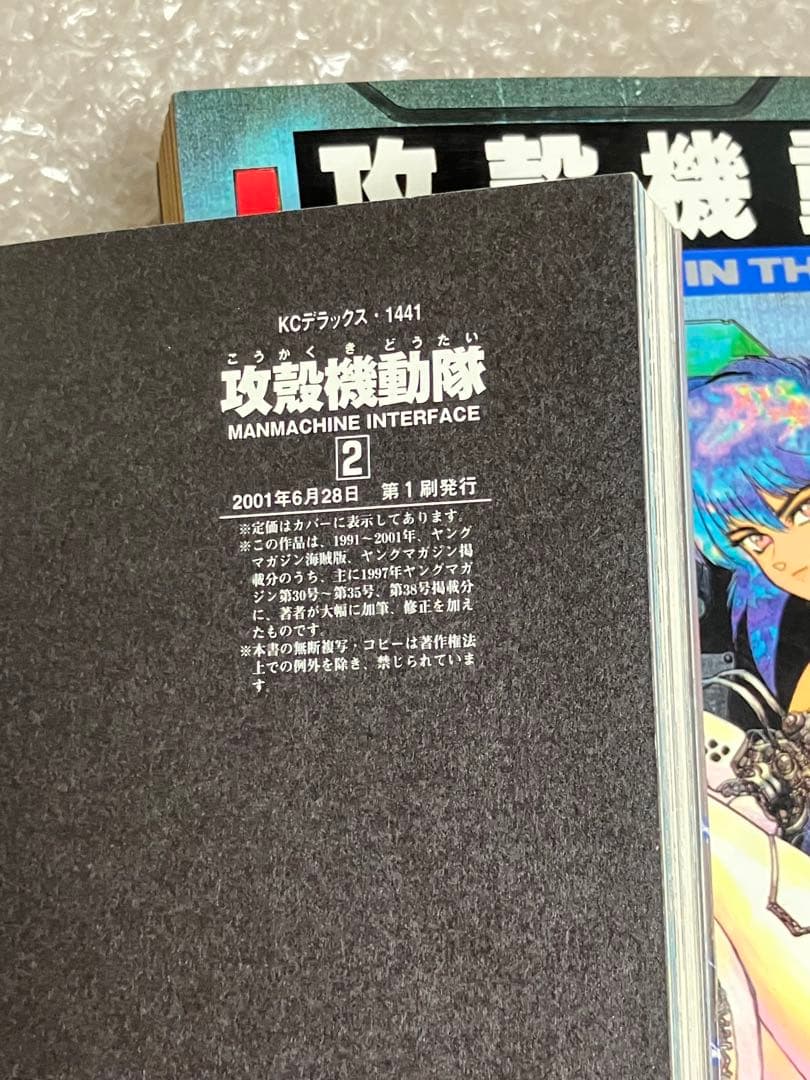 攻殻機動
IN TH
KCデラックス・1441
こうかくきどうたい
攻殻機動隊
MANMACHINE INTERFACE
2
2001年6月28日 第1刷発行
※定価はカバーに表示してあります。
※この作品は、1991〜2001年、ヤング
マガジン海賊版、ヤングマガジン掲
載分のうち、主に1997年ヤングマガ
ジン第30号〜第35号、第38号掲載分
に、著者が大幅に加筆、修正を加え
たものです。
※本書の無断複写・コピーは著作権法
上での例外を除き、禁じられていま
す。